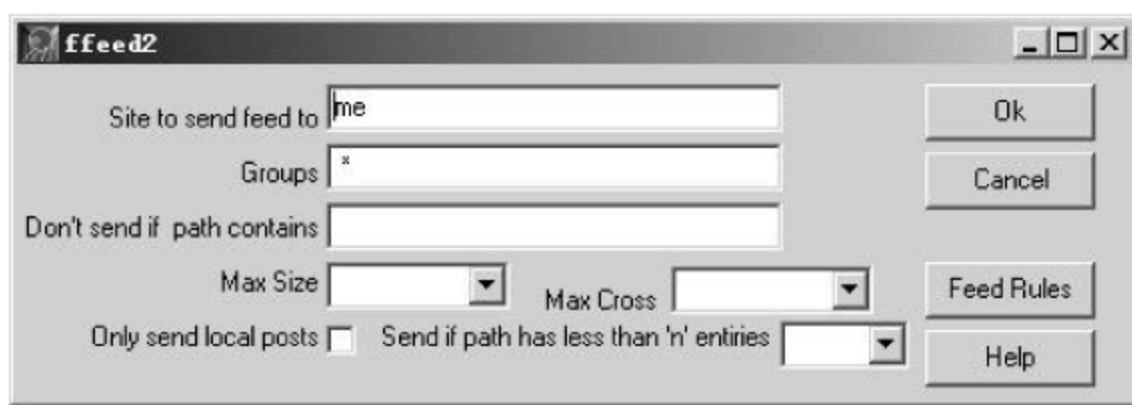 ffeed2
Site to send feed to me Ok
Groups * Cancel
Don't send if path contains
Max Size Max Cross Feed Rules
Only send local posts Send if path has less than 'n' entiries Help